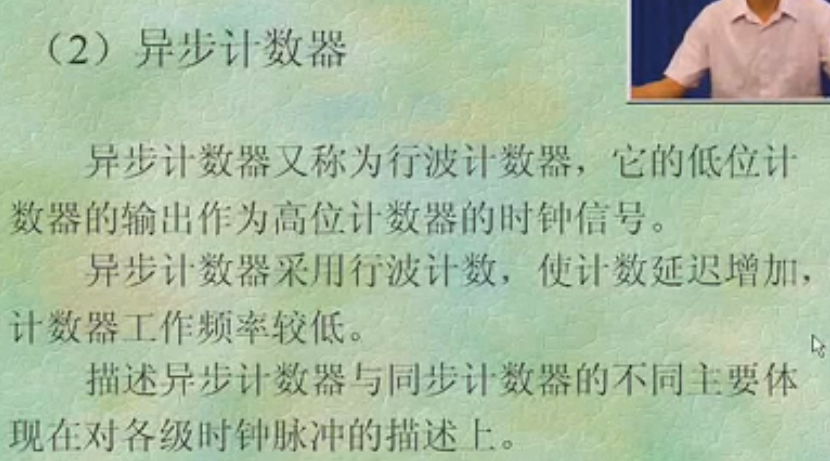 （2）异步计数器
异步计数器又称为行波计数器，它的低位计
数器的输出作为高位计数器的时钟信号。
异步计数器采用行波计数，使计数延迟增加，
计数器工作频率较低。
描述异步计数器与同步计数器的不同主要体
现在对各级时钟脉冲的描述上。